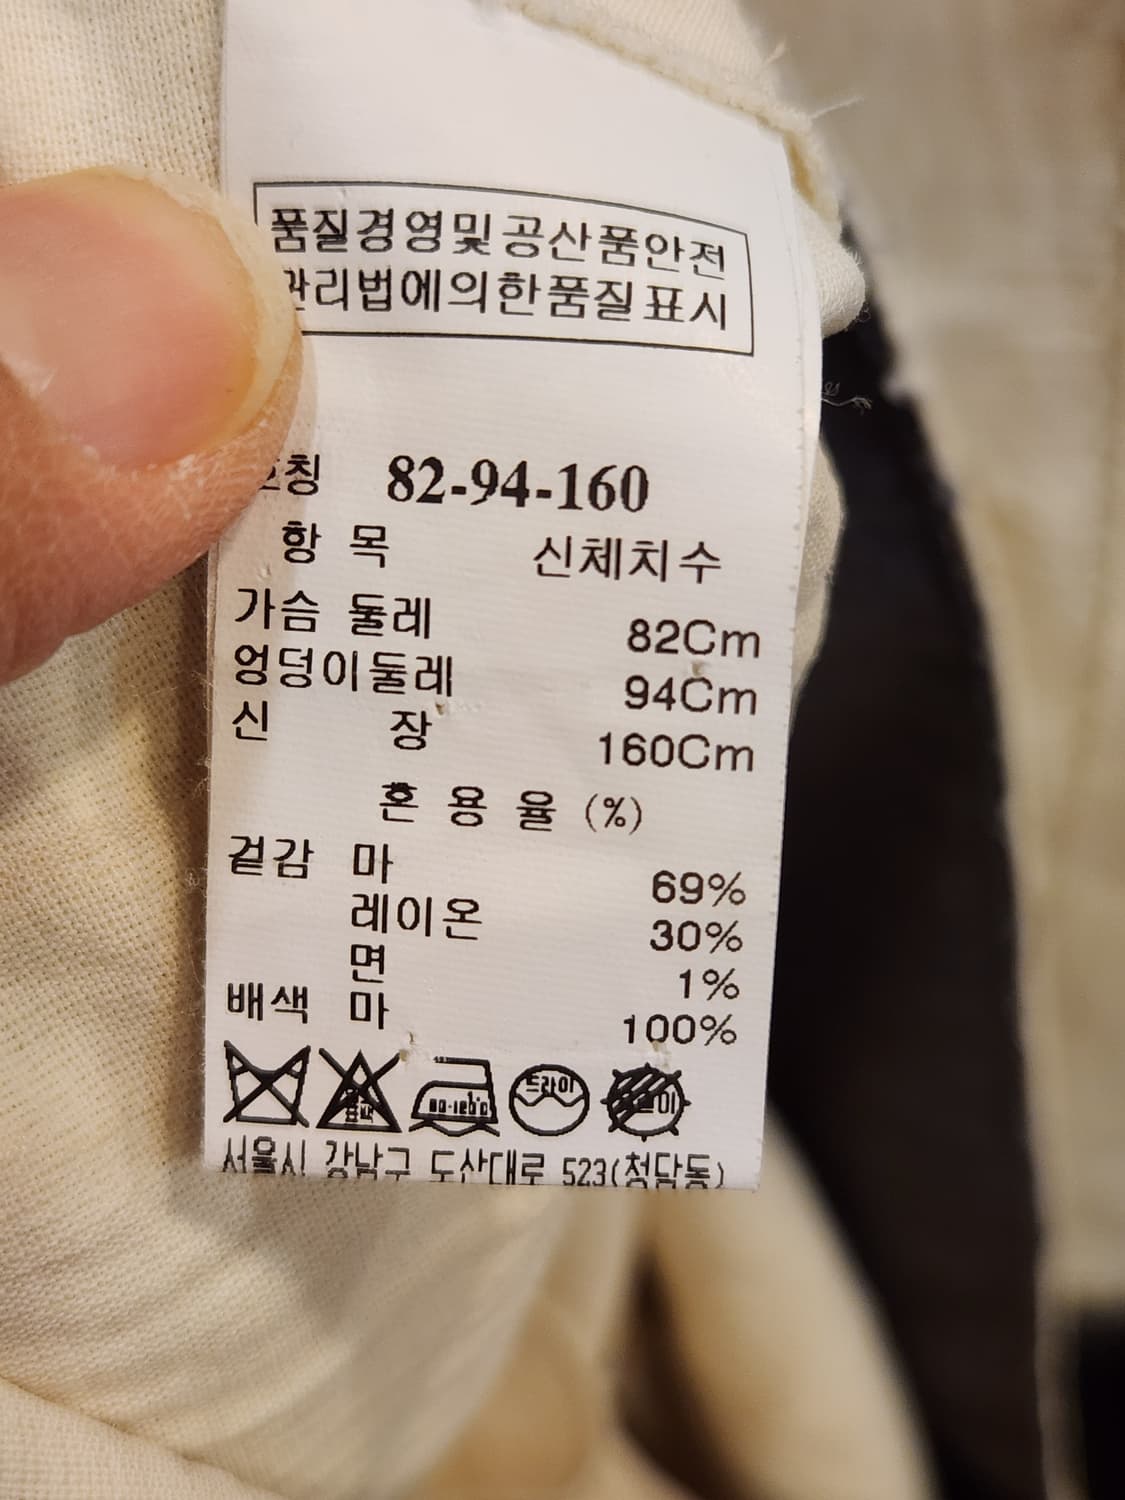 품질경영및공산품안전
관리법에의한품질표시
호칭 82-94-160
항 목 신체치수
가슴 둘레 82Cm
엉덩이둘레 94Cm
신 장 160Cm
혼 용 율 (%)
겉감 마 69%
레이온 30%
면 1%
배색 마 100%
드라이
서울시 강남구 도산대로 523(청담동)